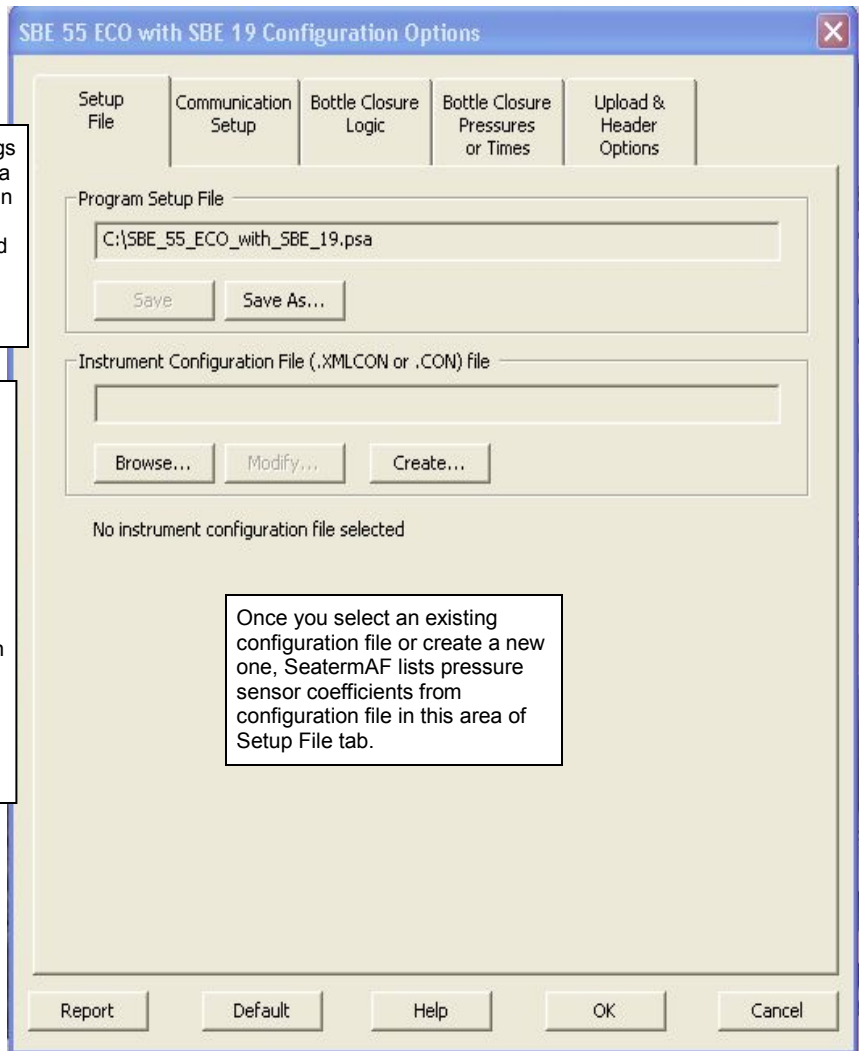 SBE 55 ECO with SBE 19 Configuration Options
Setup
File
Communication
Setup
Bottle Closure
Logic
Bottle Closure
Pressures
or Times
Upload &
Header
Options
Program Setup File
C:\SBE_55_ECO_with_SBE_19.psa
Save
Save As...
Instrument Configuration File (.XMLCON or .CON) file
Browse...
Modify...
Create...
No instrument configuration file selected
Once you select an existing
configuration file or create a new
one, SeatermAF lists pressure
sensor coefficients from
configuration file in this area of
Setup File tab.
Report
Default
Help
OK
Cancel